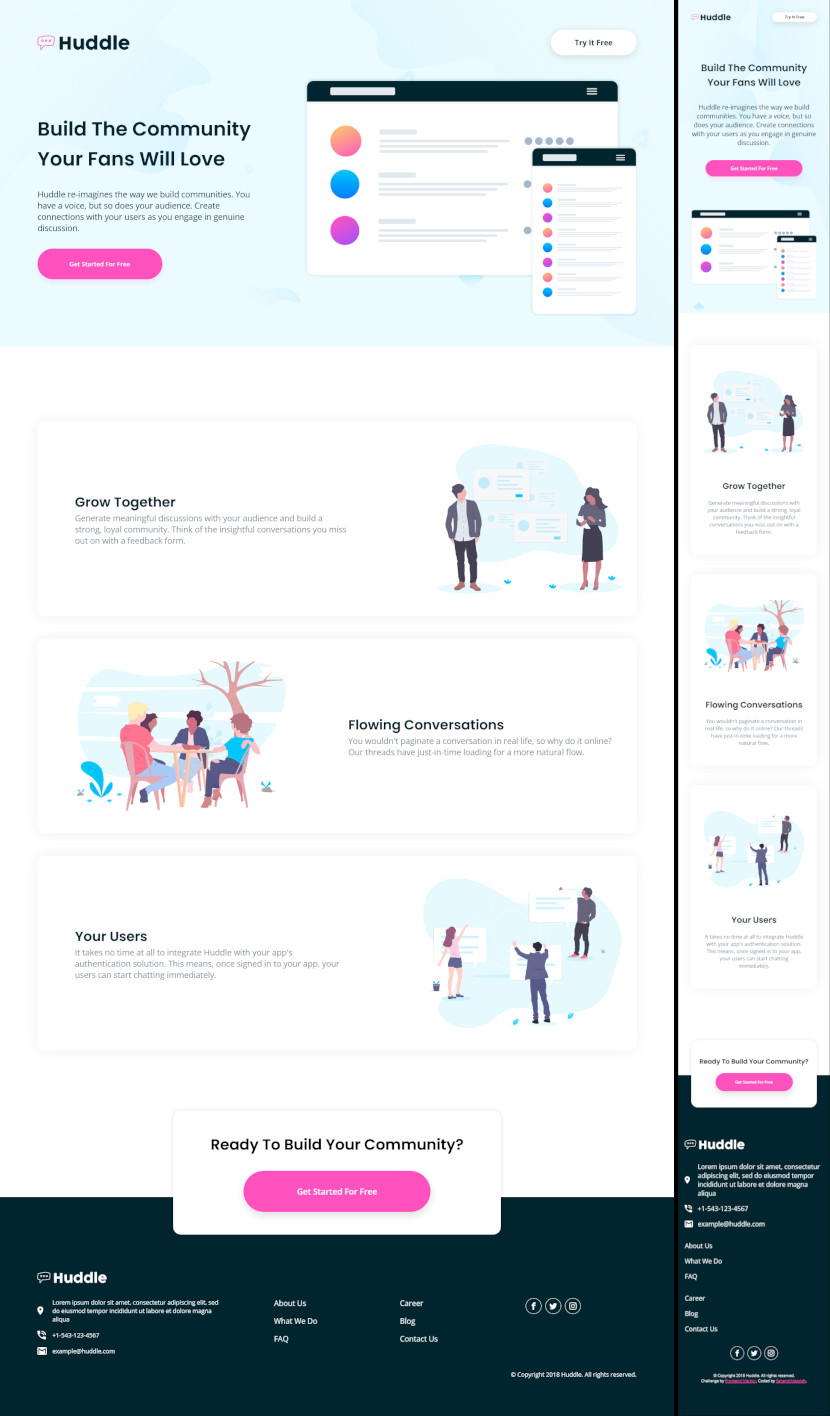 Huddle
Try It Free
Build The Community
Your Fans Will Love
Huddle re-imagines the way we build communities. You
have a voice, but so does your audience. Create
connections with your users as you engage in genuine
discussion.
Get Started For Free
Grow Together
Generate meaningful discussions with your audience and build a
strong, loyal community. Think of the insightful conversations you miss
out on with a feedback form.
Flowing Conversations
You wouldn't paginate a conversation in real life, so why do it online?
Our threads have just-in-time loading for a more natural flow.
Your Users
It takes no time at all to integrate Huddle with your app's
authentication solution. This means, once signed in to your app, your
users can start chatting immediately.
Ready To Build Your Community?
Get Started For Free
Huddle
Lorem ipsum dolor sit amet, consectetur adipiscing elit, sed
do eiusmod tempor incididunt ut labore et dolore magna
aliqua
+1-543-123-4567
example@huddle.com
About Us
What We Do
FAQ
Career
Blog
Contact Us
© Copyright 2018 Huddle. All rights reserved.
Huddle
Try It Free
Build The Community
Your Fans Will Love
Huddle re-imagines the way we build
communities. You have a voice, but so
does your audience. Create connections
with your users as you engage in genuine
discussion.
Get Started For Free
Grow Together
Generate meaningful discussions with
your audience and build a strong, loyal
community. Think of the insightful
conversations you miss out on with a
feedback form.
Flowing Conversations
You wouldn't paginate a conversation in
real life, so why do it online? Our threads
have just-in-time loading for a more
natural flow.
Your Users
It takes no time at all to integrate Huddle
with your app's authentication solution.
This means, once signed in to your app,
your users can start chatting
immediately.
Ready To Build Your Community?
Get Started For Free
Huddle
Lorem ipsum dolor sit amet, consectetur
adipiscing elit, sed do eiusmod tempor
incididunt ut labore et dolore magna
aliqua
+1-543-123-4567
example@huddle.com
About Us
What We Do
FAQ
Career
Blog
Contact Us
© Copyright 2018 Huddle. All rights reserved.
Challenge by Frontend Mentor. Coded by